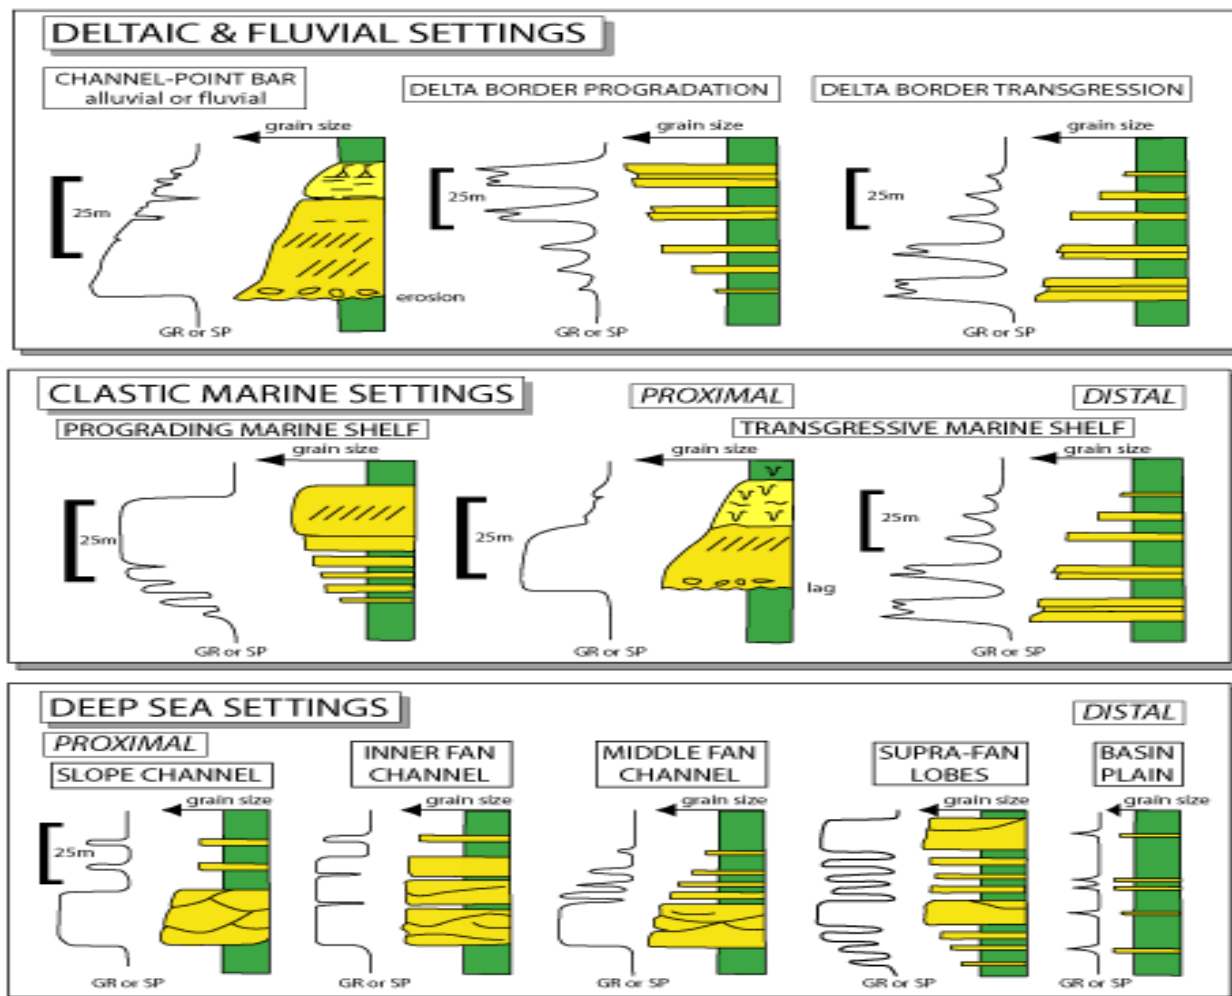 DELTAIC & FLUVIAL SETTINGS
CHANNEL-POINT BAR
alluvial or fluvial
DELTA BORDER PROGRADATION
DELTA BORDER TRANSGRESSION
grain size
grain size
grain size
25m
25m
25m
erosion
GR or SP
GR or SP
GR or SP
CLASTIC MARINE SETTINGS
PROXIMAL
DISTAL
PROGRADING MARINE SHELF
TRANSGRESSIVE MARINE SHELF
grain size
grain size
grain size
25m
25m
25m
lag
GR or SP
GR or SP
GR or SP
DEEP SEA SETTINGS
DISTAL
PROXIMAL
SLOPE CHANNEL
INNER FAN
CHANNEL
MIDDLE FAN
CHANNEL
SUPRA-FAN
LOBES
BASIN
PLAIN
grain size
grain size
grain size
grain size
grain size
25m
GR or SP
GR or SP
GR or SP
GR or SP
GR or SP